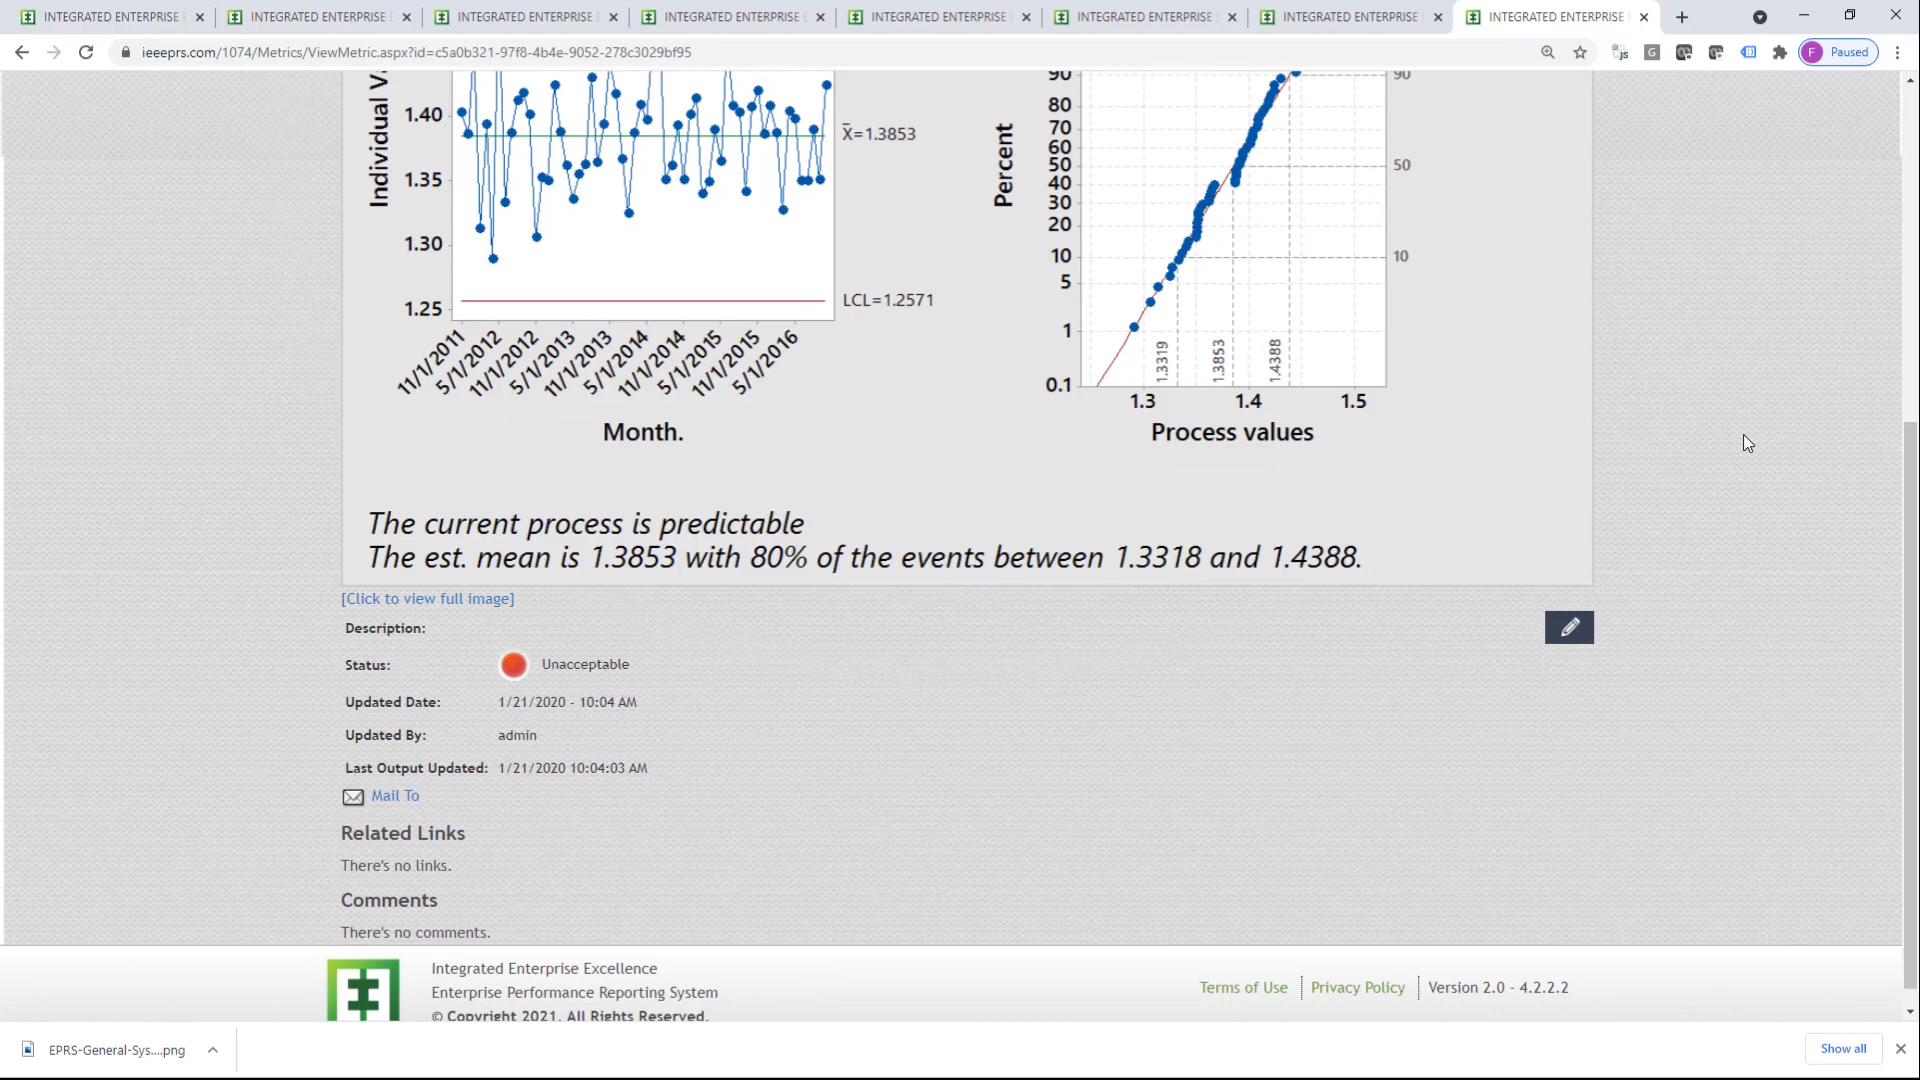 INTEGRATED ENTERPRISE
INTEGRATED ENTERPRISE
INTEGRATED ENTERPRISE
INTEGRATED ENTERPRISE
INTEGRATED ENTERPRISE
INTEGRATED ENTERPRISE
INTEGRATED ENTERPRISE
INTEGRATED ENTERPRISE
ieeeprs.com/1074/Metrics/ViewMetric.aspx?id=c5a0b321-97f8-4b4e-9052-278c3029bf95
F Paused
Individual V
1.40
1.35
1.30
1.25
X̄=1.3853
LCL=1.2571
11/1/2011
5/1/2012
11/1/2012
5/1/2013
11/1/2013
5/1/2014
11/1/2014
5/1/2015
11/1/2015
5/1/2016
Month.
Percent
90
80
70
60
50
40
30
20
10
5
1
0.1
90
50
10
1.3319
1.3853
1.4388
1.3 1.4 1.5
Process values
The current process is predictable
The est. mean is 1.3853 with 80% of the events between 1.3318 and 1.4388.
[Click to view full image]
Description:
Status: Unacceptable
Updated Date: 1/21/2020 - 10:04 AM
Updated By: admin
Last Output Updated: 1/21/2020 10:04:03 AM
Mail To
Related Links
There's no links.
Comments
There's no comments.
Integrated Enterprise Excellence
Enterprise Performance Reporting System
© Copyright 2021. All Rights Reserved.
Terms of Use Privacy Policy Version 2.0 - 4.2.2.2
EPRS-General-Sys....png
Show all